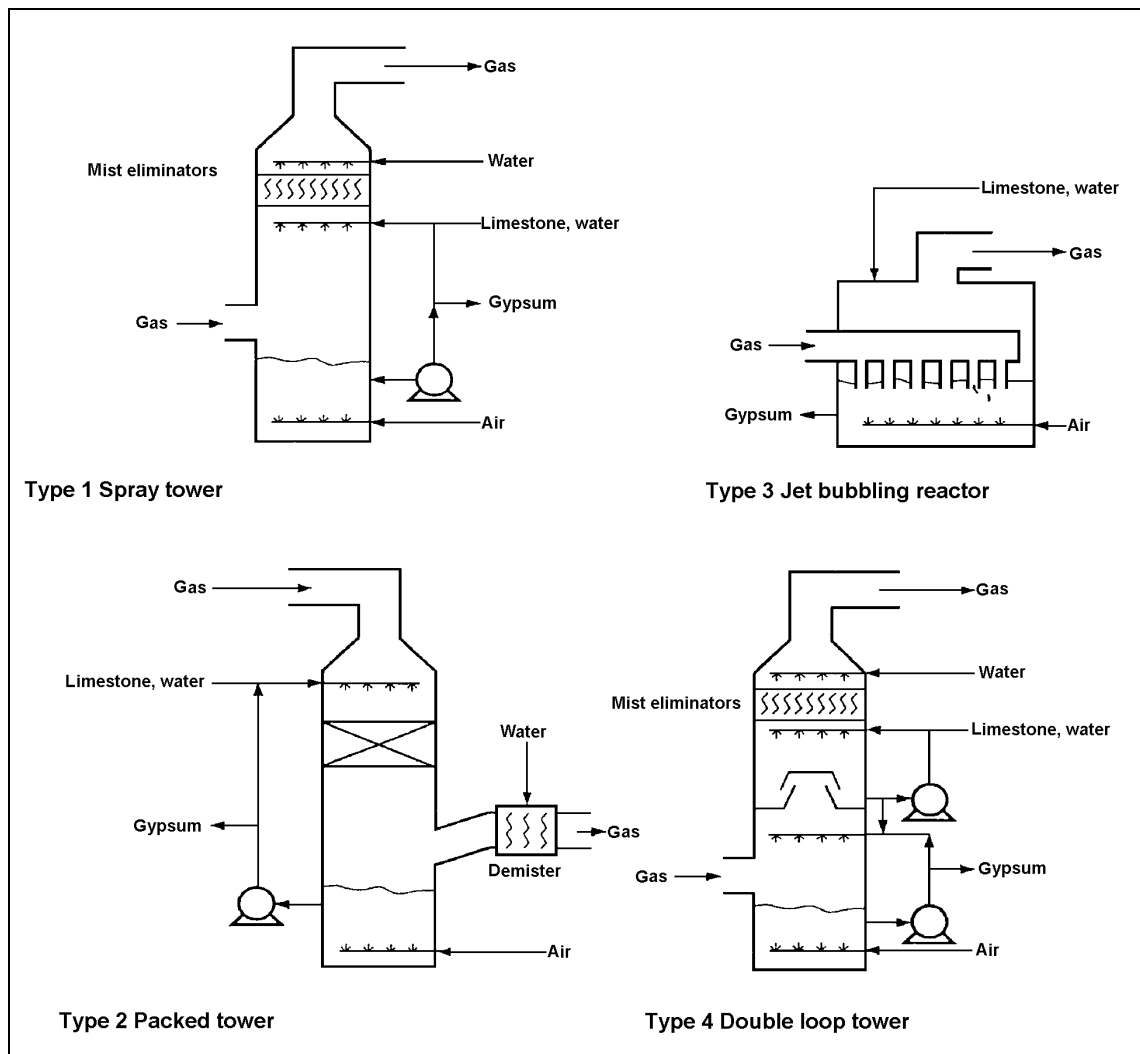 Gas
Water
Mist eliminators
Limestone, water
Gypsum
Gas
Air
Type 1 Spray tower
Limestone, water
Gas
Gas
Gypsum
Air
Type 3 Jet bubbling reactor
Gas
Limestone, water
Water
Gypsum
Gas
Demister
Air
Type 2 Packed tower
Gas
Water
Mist eliminators
Limestone, water
Gas
Gypsum
Air
Type 4 Double loop tower